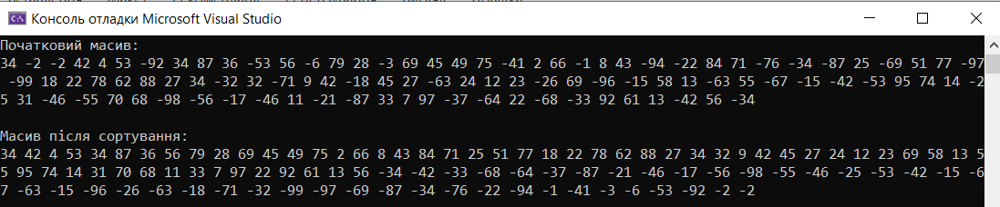 Консоль отладки Microsoft Visual Studio
Початковий масив:
34 -2 -2 42 4 53 -92 34 87 36 -53 56 -6 79 28 -3 69 45 49 75 -41 2 66 -1 8 43 -94 -22 84 71 -76 -34 -87 25 -69 51 77 -97
-99 18 22 78 62 88 27 34 -32 32 -71 9 42 -18 45 27 -63 24 12 23 -26 69 -96 -15 58 13 -63 55 -67 -15 -42 -53 95 74 14 -2
5 31 -46 -55 70 68 -98 -56 -17 -46 11 -21 -87 33 7 97 -37 -64 22 -68 -33 92 61 13 -42 56 -34
Масив після сортування:
34 42 4 53 34 87 36 56 79 28 69 45 49 75 2 66 8 43 84 71 25 51 77 18 22 78 62 88 27 34 32 9 42 45 27 24 12 23 69 58 13 5
5 95 74 14 31 70 68 11 33 7 97 22 92 61 13 56 -34 -42 -33 -68 -64 -37 -87 -21 -46 -17 -56 -98 -55 -46 -25 -53 -42 -15 -6
7 -63 -15 -96 -26 -63 -18 -71 -32 -99 -97 -69 -87 -34 -76 -22 -94 -1 -41 -3 -6 -53 -92 -2 -2